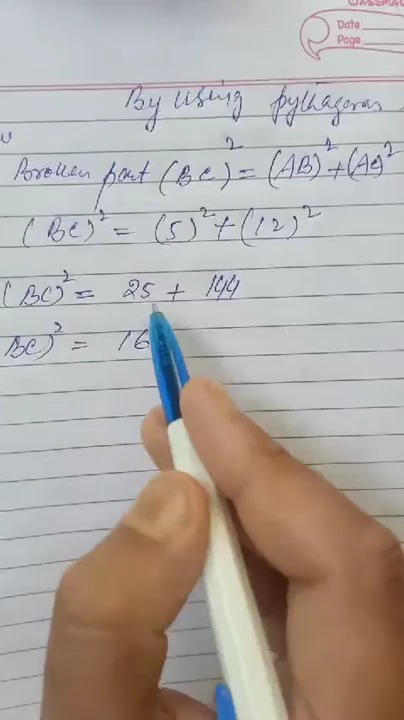 CLASSMA
Date
Page
By using pythagoras
Broken part (BC)² = (AB)² + (AC)²
(BC)² = (5)² + (12)²
(BC)² = 25 + 144
BC)² = 16